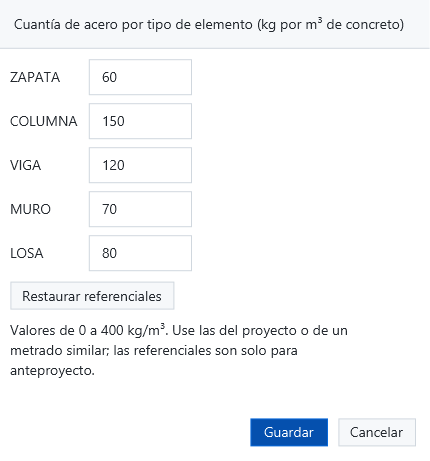 Cuantía de acero por tipo de elemento (kg por m³ de concreto)
ZAPATA 60
COLUMNA 150
VIGA 120
MURO 70
LOSA 80
Restaurar referenciales
Valores de 0 a 400 kg/m³. Use las del proyecto o de un
metrado similar; las referenciales son solo para
anteproyecto.
Guardar Cancelar